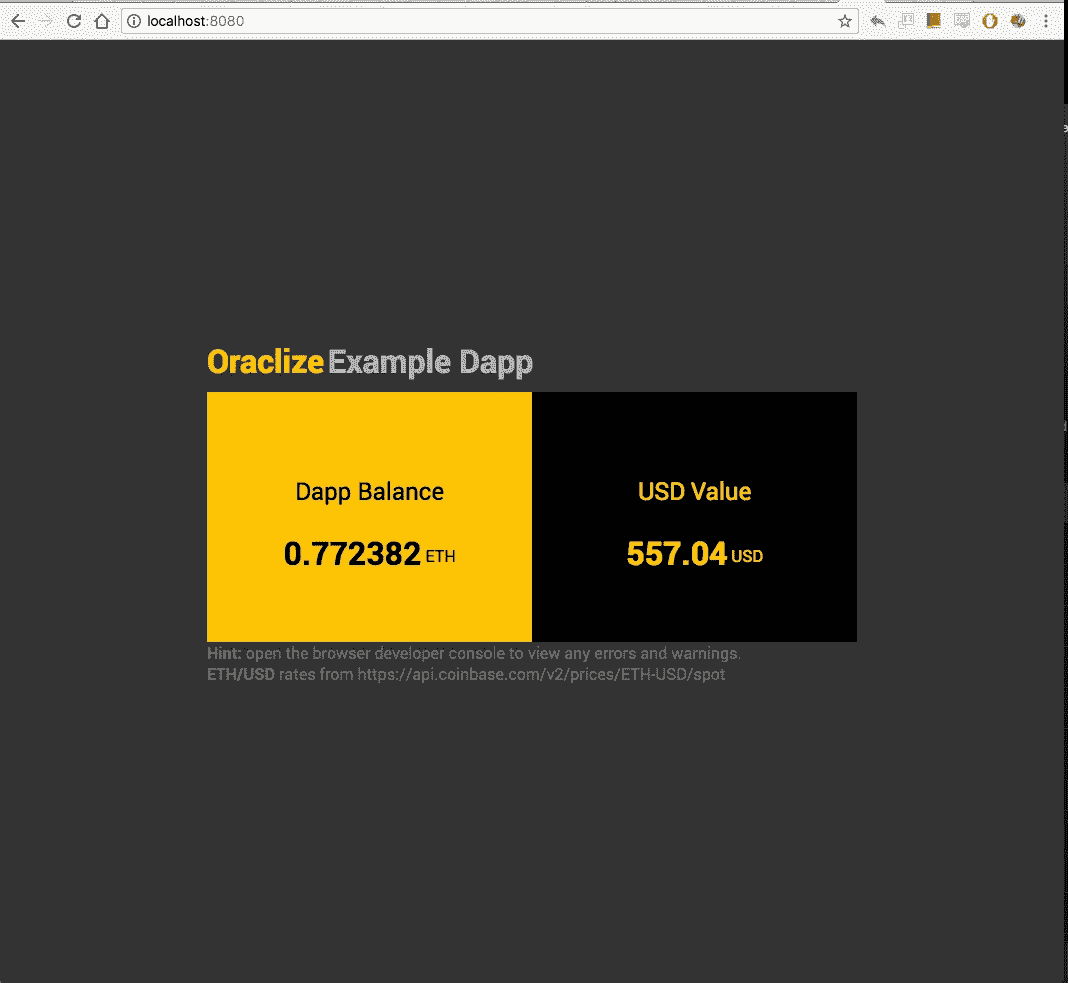 localhost:8080
Oraclize Example Dapp
Dapp Balance
0.772382 ETH
USD Value
557.04 USD
Hint: open the browser developer console to view any errors and warnings.
ETH/USD rates from https://api.coinbase.com/v2/prices/ETH-USD/spot